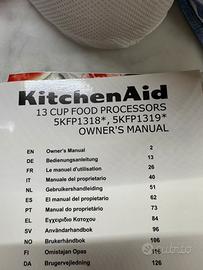 KitchenAid
13 CUP FOOD PROCESSORS
5KFP1318*, 5KFP1319*
OWNER'S MANUAL
EN Owner's Manual 2
DE Bedienungsanleitung 13
FR Le manuel d'utilisation 26
IT Manuale del proprietario 40
NL Gebruikershandleiding 51
ES El manual del propietario 62
PT Manual do proprietário 73
EL Εγχειρίδιο Κατοχου 84
SV Användarhandbok 96
NO Brukerhåndbok 106
FI Omistajan Opas 116
DA Brugervejledning 126
subito